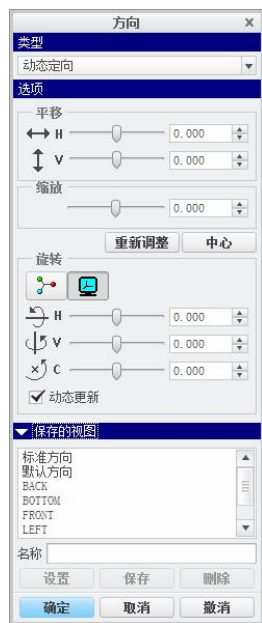 方向
类型
动态定向
选项
平移
H 0.000
V 0.000
缩放
0.000
重新调整 中心
旋转
H 0.000
V 0.000
C 0.000
动态更新
保存的视图
标准方向
默认方向
BACK
BOTTOM
FRONT
LEFT
名称
设置 保存 删除
确定 取消 撤消